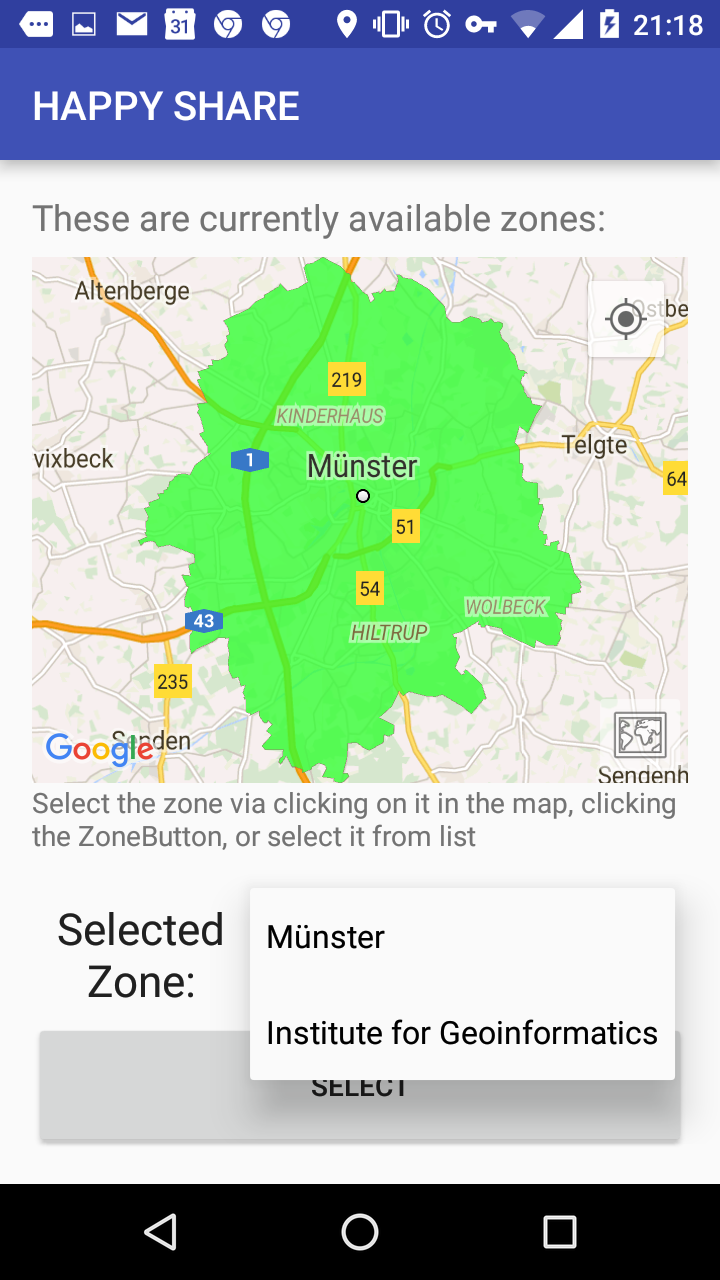 31
21:18
HAPPY SHARE
These are currently available zones:
Altenberge
219
KINDERHAUS
Telgte
vixbeck
1
Münster
64
51
54
WOLBECK
43
HILTRUP
235
Senden
Google
Sendenh
Select the zone via clicking on it in the map, clicking
the ZoneButton, or select it from list
Selected
Zone:
Münster
Institute for Geoinformatics
SELECT